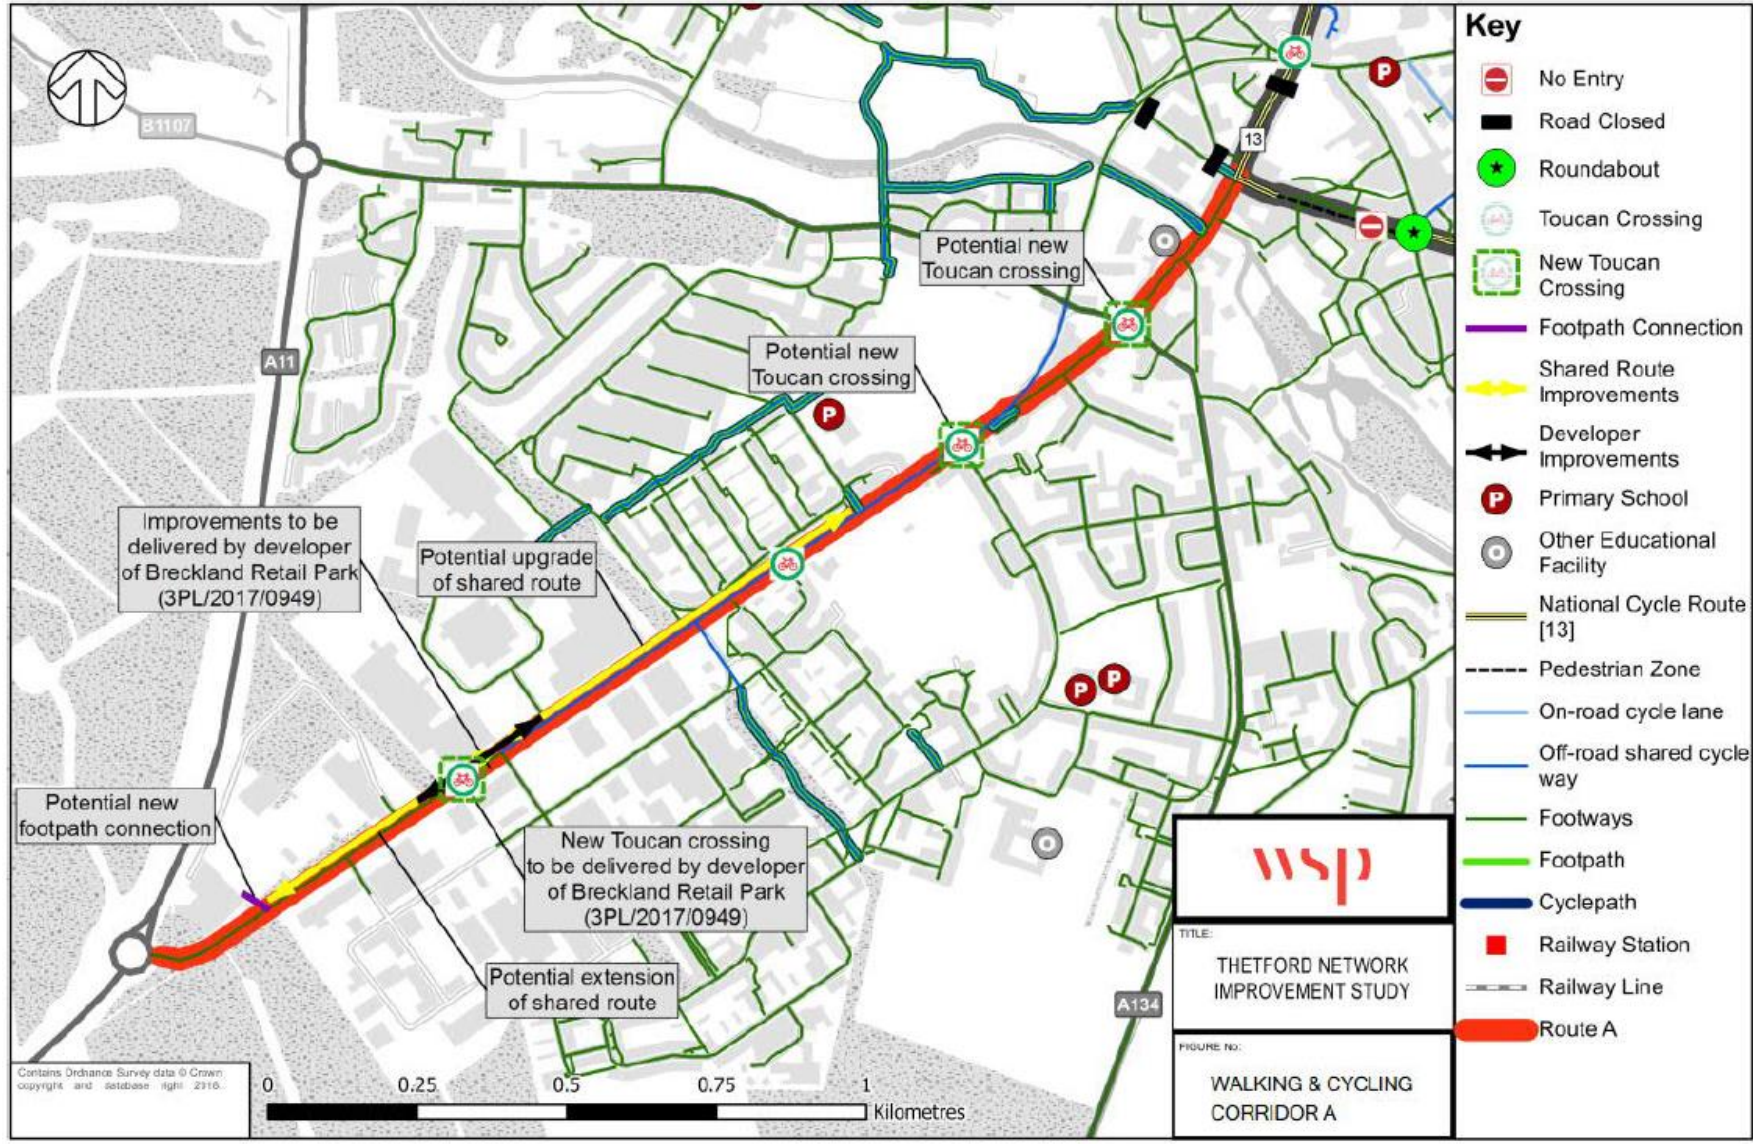 B1107
A11
13
P
Potential new
Toucan crossing
Potential new
Toucan crossing
P
Improvements to be
delivered by developer
of Breckland Retail Park
(3PL/2017/0949)
Potential upgrade
of shared route
O
P
P
O
Potential new
footpath connection
New Toucan crossing
to be delivered by developer
of Breckland Retail Park
(3PL/2017/0949)
Potential extension
of shared route
A134
Contains Ordnance Survey data © Crown
copyright and database right 2016.
0 0.25 0.5 0.75 1
Kilometres
Key
No Entry
Road Closed
Roundabout
Toucan Crossing
New Toucan
Crossing
Footpath Connection
Shared Route
Improvements
Developer
Improvements
P Primary School
O Other Educational
Facility
National Cycle Route
[13]
Pedestrian Zone
On-road cycle lane
Off-road shared cycle
way
Footways
Footpath
Cyclepath
Railway Station
Railway Line
Route A
wsp
TITLE:
THETFORD NETWORK
IMPROVEMENT STUDY
FIGURE No:
WALKING & CYCLING
CORRIDOR A